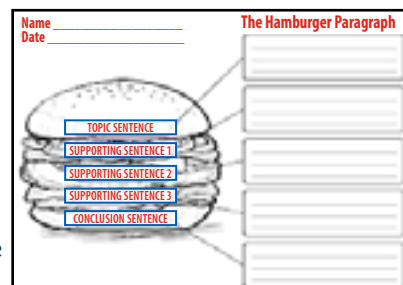 Name
The Hamburger Paragraph
Date
TOPIC SENTENCE
SUPPORTING SENTENCE 1
SUPPORTING SENTENCE 2
SUPPORTING SENTENCE 3
CONCLUSION SENTENCE